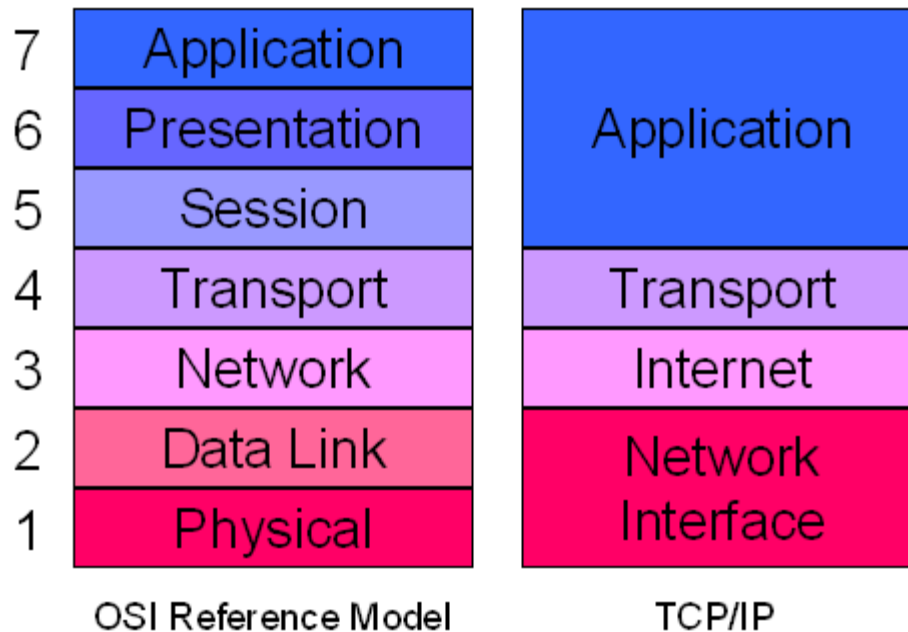 7 Application
6 Presentation
5 Session
4 Transport
3 Network
2 Data Link
1 Physical
OSI Reference Model
Application
Transport
Internet
Network
Interface
TCP/IP